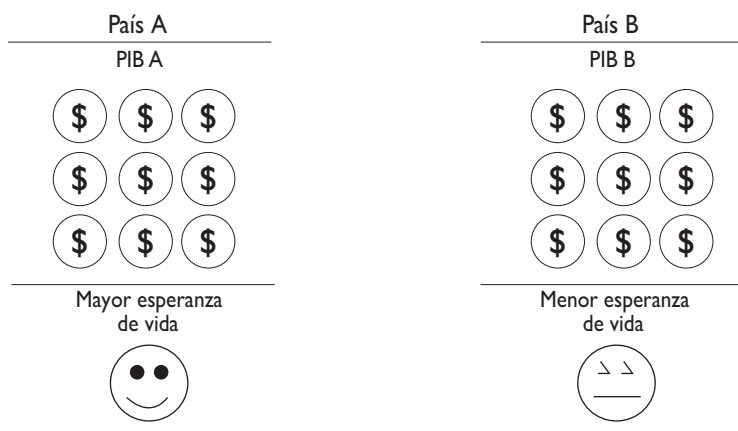 País A
PIB A
$ $ $
$ $ $
$ $ $
Mayor esperanza
de vida
País B
PIB B
$ $ $
$ $ $
$ $ $
Menor esperanza
de vida